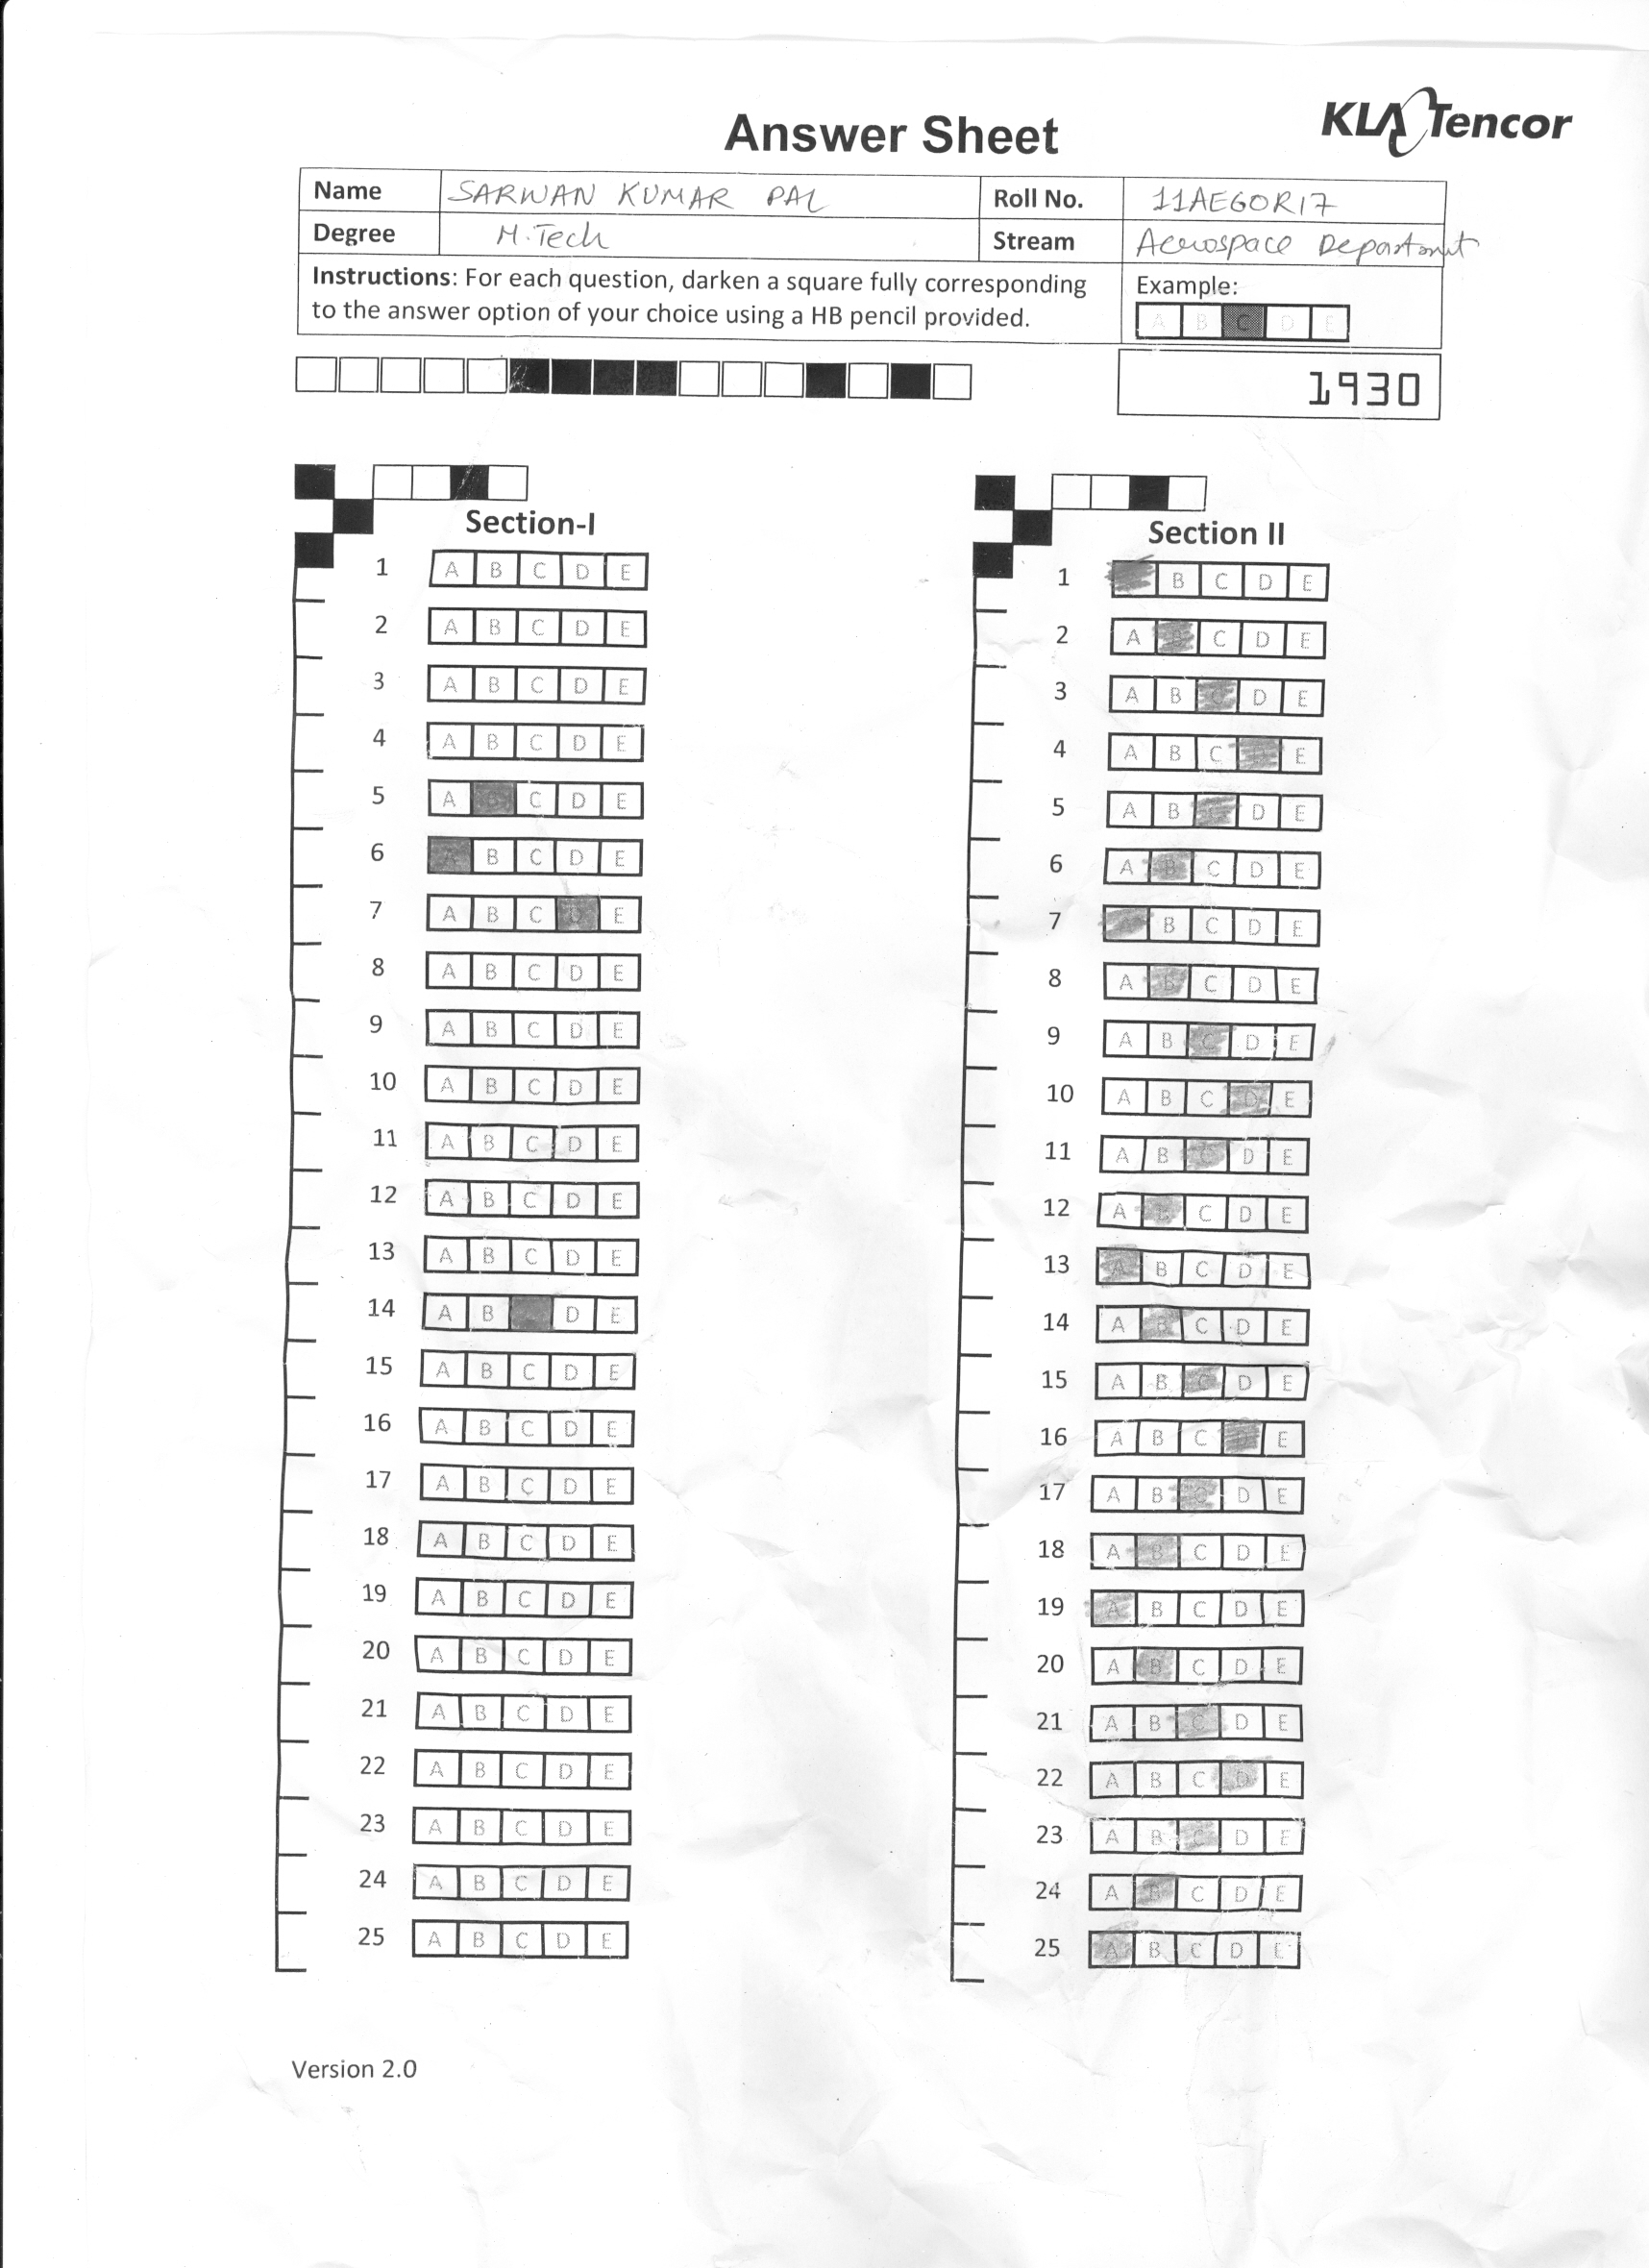 KLA Tencor
Answer Sheet
Name SARWAN KUMAR PAL Roll No. 11AE60R17
Degree M.Tech Stream Aerospace Depastomnt
Instructions: For each question, darken a square fully corresponding to the answer option of your choice using a HB pencil provided.
Example:
A B C D E
1930
Section-I
1 A B C D E
2 A B C D E
3 A B C D E
4 A B C D E
5 A B C D E
6 A B C D E
7 A B C D E
8 A B C D E
9 A B C D E
10 A B C D E
11 A B C D E
12 A B C D E
13 A B C D E
14 A B D E
15 A B C D E
16 A B C D E
17 A B C D E
18 A B C D E
19 A B C D E
20 A B C D E
21 A B C D E
22 A B C D E
23 A B C D E
24 A B C D E
25 A B C D E
Section II
1 B C D E
2 A B C D E
3 A B C D E
4 A B C D E
5 A B C D E
6 A B C D E
7 B C D E
8 A B C D E
9 A B C D E
10 A B C D E
11 A B C D E
12 A B C D E
13 A B C D E
14 A B C D E
15 A B C D E
16 A B C D E
17 A B C D E
18 A B C D E
19 A B C D E
20 A B C D E
21 A B C D E
22 A B C D E
23 A B C D E
24 A B C D E
25 A B C D E
Version 2.0